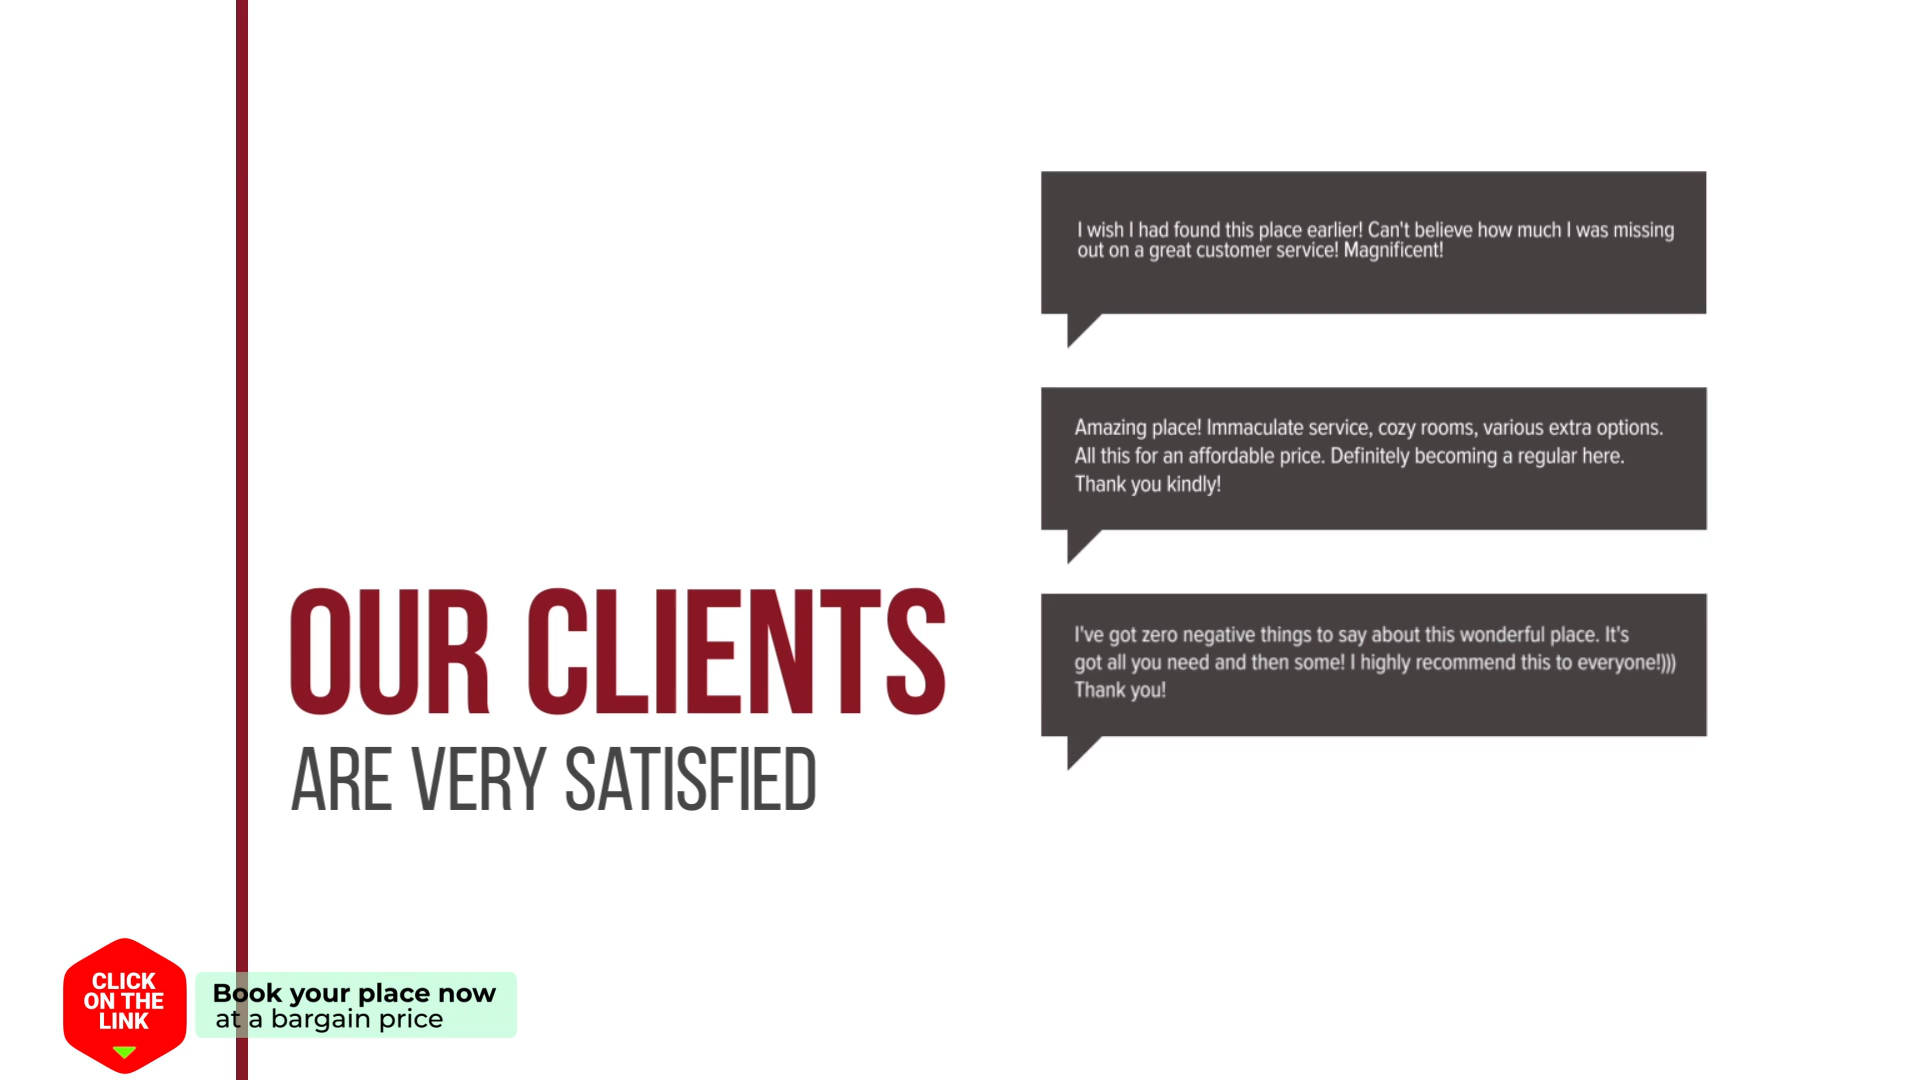 I wish I had found this place earlier! Can't believe how much I was missing
out on a great customer service! Magnificent!
Amazing place! Immaculate service, cozy rooms, various extra options.
All this for an affordable price. Definitely becoming a regular here.
Thank you kindly!
I've got zero negative things to say about this wonderful place. It's
got all you need and then some! I highly recommend this to everyone!)))
Thank you!
OUR CLIENTS
ARE VERY SATISFIED
CLICK
ON THE
LINK
Book your place now
at a bargain price